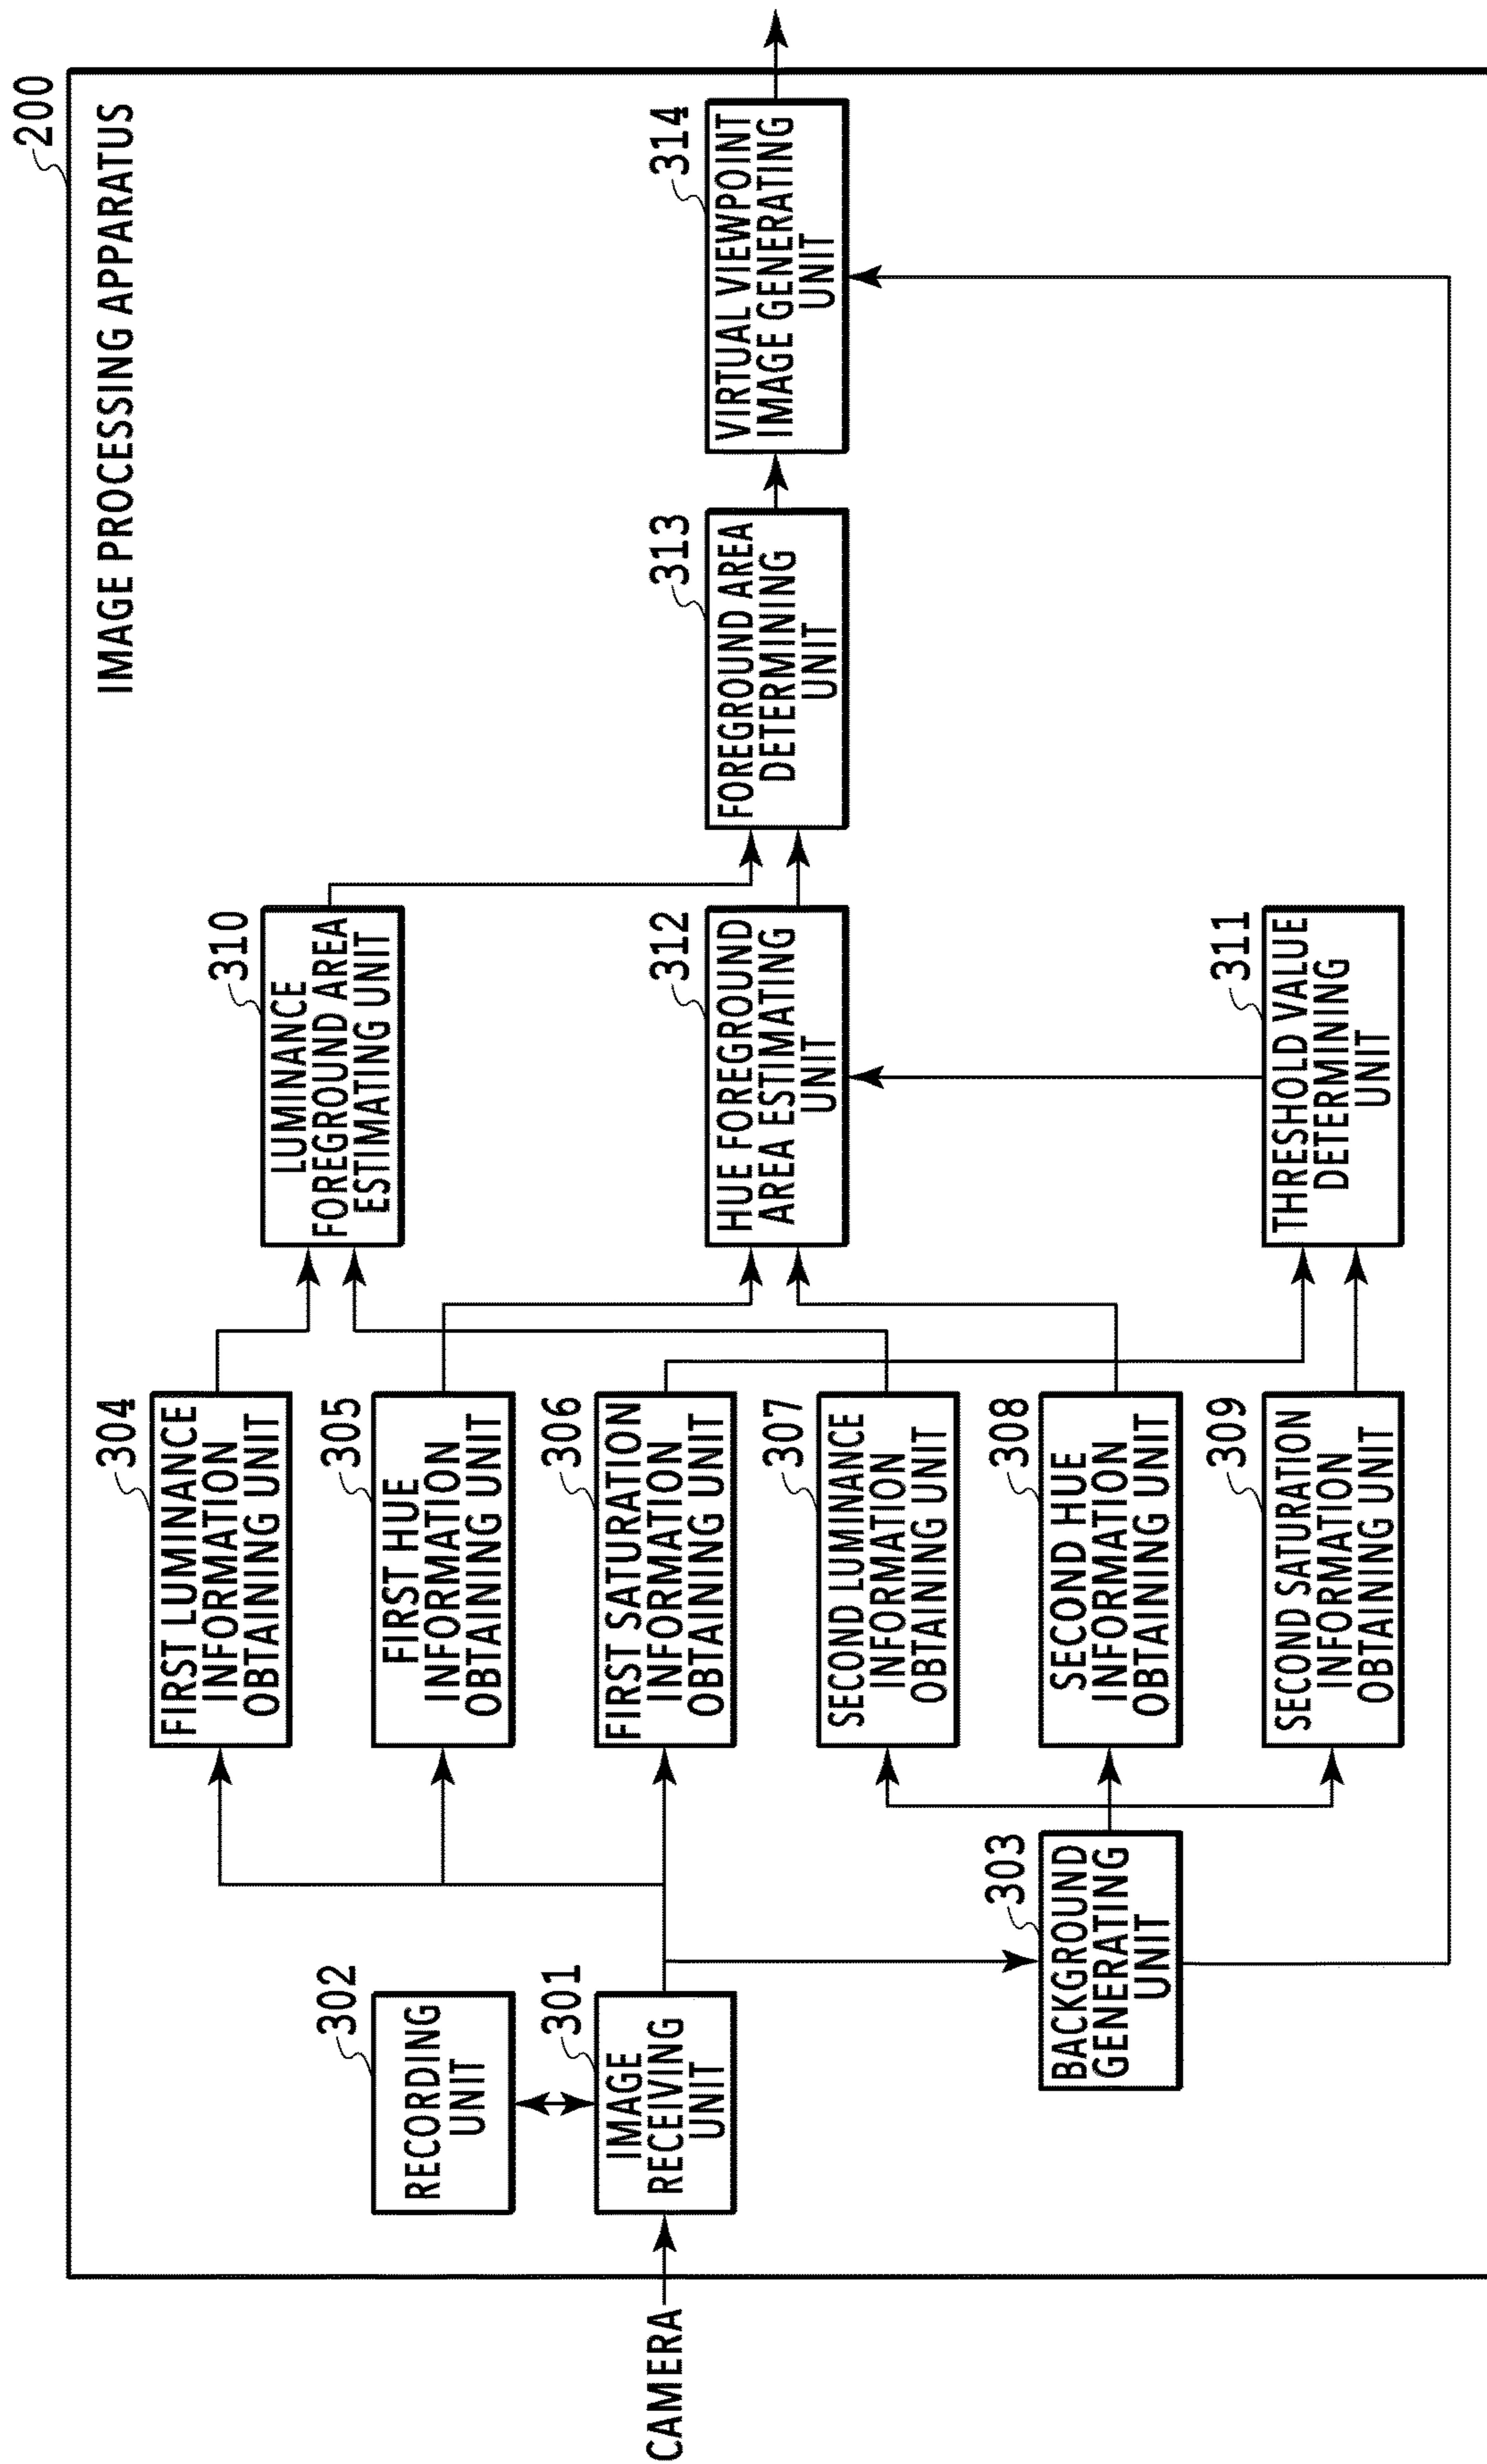 200
IMAGE PROCESSING APPARATUS
CAMERA
302
RECORDING
UNIT
301
IMAGE
RECEIVING
UNIT
303
BACKGROUND
GENERATING
UNIT
304
FIRST LUMINANCE
INFORMATION
OBTAINING UNIT
305
FIRST HUE
INFORMATION
OBTAINING UNIT
306
FIRST SATURATION
INFORMATION
OBTAINING UNIT
307
SECOND LUMINANCE
INFORMATION
OBTAINING UNIT
308
SECOND HUE
INFORMATION
OBTAINING UNIT
309
SECOND SATURATION
INFORMATION
OBTAINING UNIT
310
LUMINANCE
FOREGROUND AREA
ESTIMATING UNIT
312
HUE FOREGROUND
AREA ESTIMATING
UNIT
311
THRESHOLD VALUE
DETERMINING
UNIT
313
FOREGROUND AREA
DETERMINING
UNIT
314
VIRTUAL VIEWPOINT
IMAGE GENERATING
UNIT